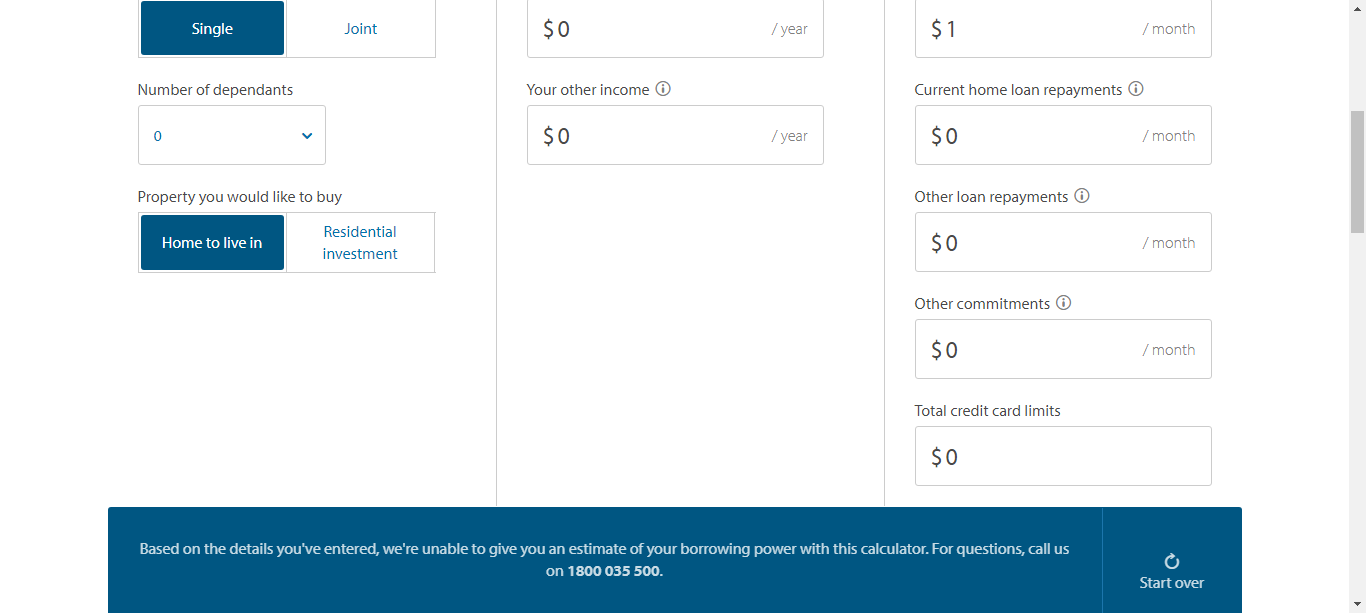 Single
Joint
Number of dependants
0
Property you would like to buy
Home to live in
Residential
investment
$0
/ year
Your other income
$0
/ year
$1
/ month
Current home loan repayments
$0
/ month
Other loan repayments
$0
/ month
Other commitments
$0
/ month
Total credit card limits
$0
Based on the details you've entered, we're unable to give you an estimate of your borrowing power with this calculator. For questions, call us
on 1800 035 500.
Start over